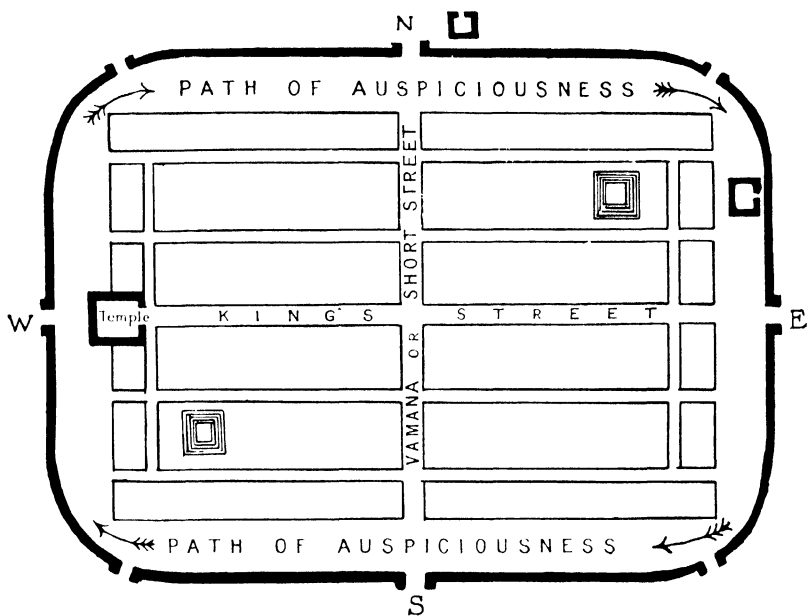 N
PATH OF AUSPICIOUSNESS
VAMANA OR SHORT STREET
W
Temple
KING'S STREET
E
PATH OF AUSPICIOUSNESS
S